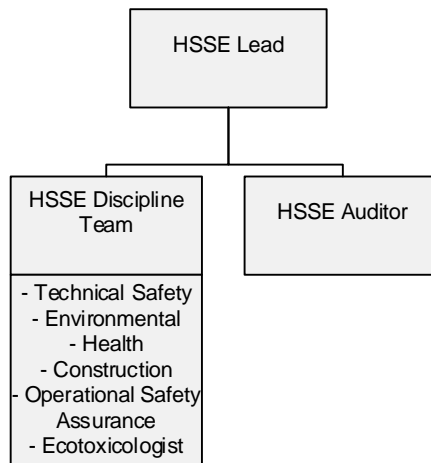 HSSE Lead
HSSE Discipline
Team
HSSE Auditor
- Technical Safety
- Environmental
- Health
- Construction
- Operational Safety
Assurance
- Ecotoxicologist